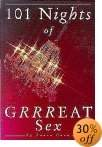 101 Nights
of
GRRREAT
Sex
30%
off